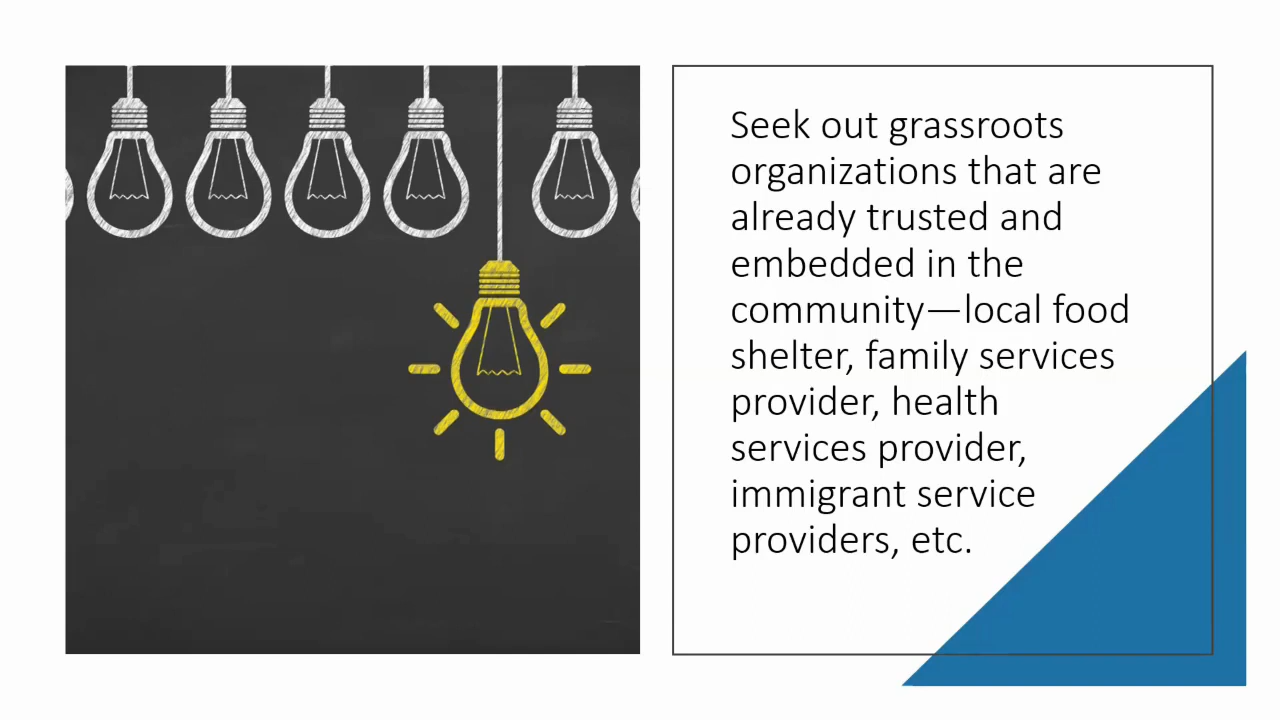 Seek out grassroots
organizations that are
already trusted and
embedded in the
community—local food
shelter, family services
provider, health
services provider,
immigrant service
providers, etc.